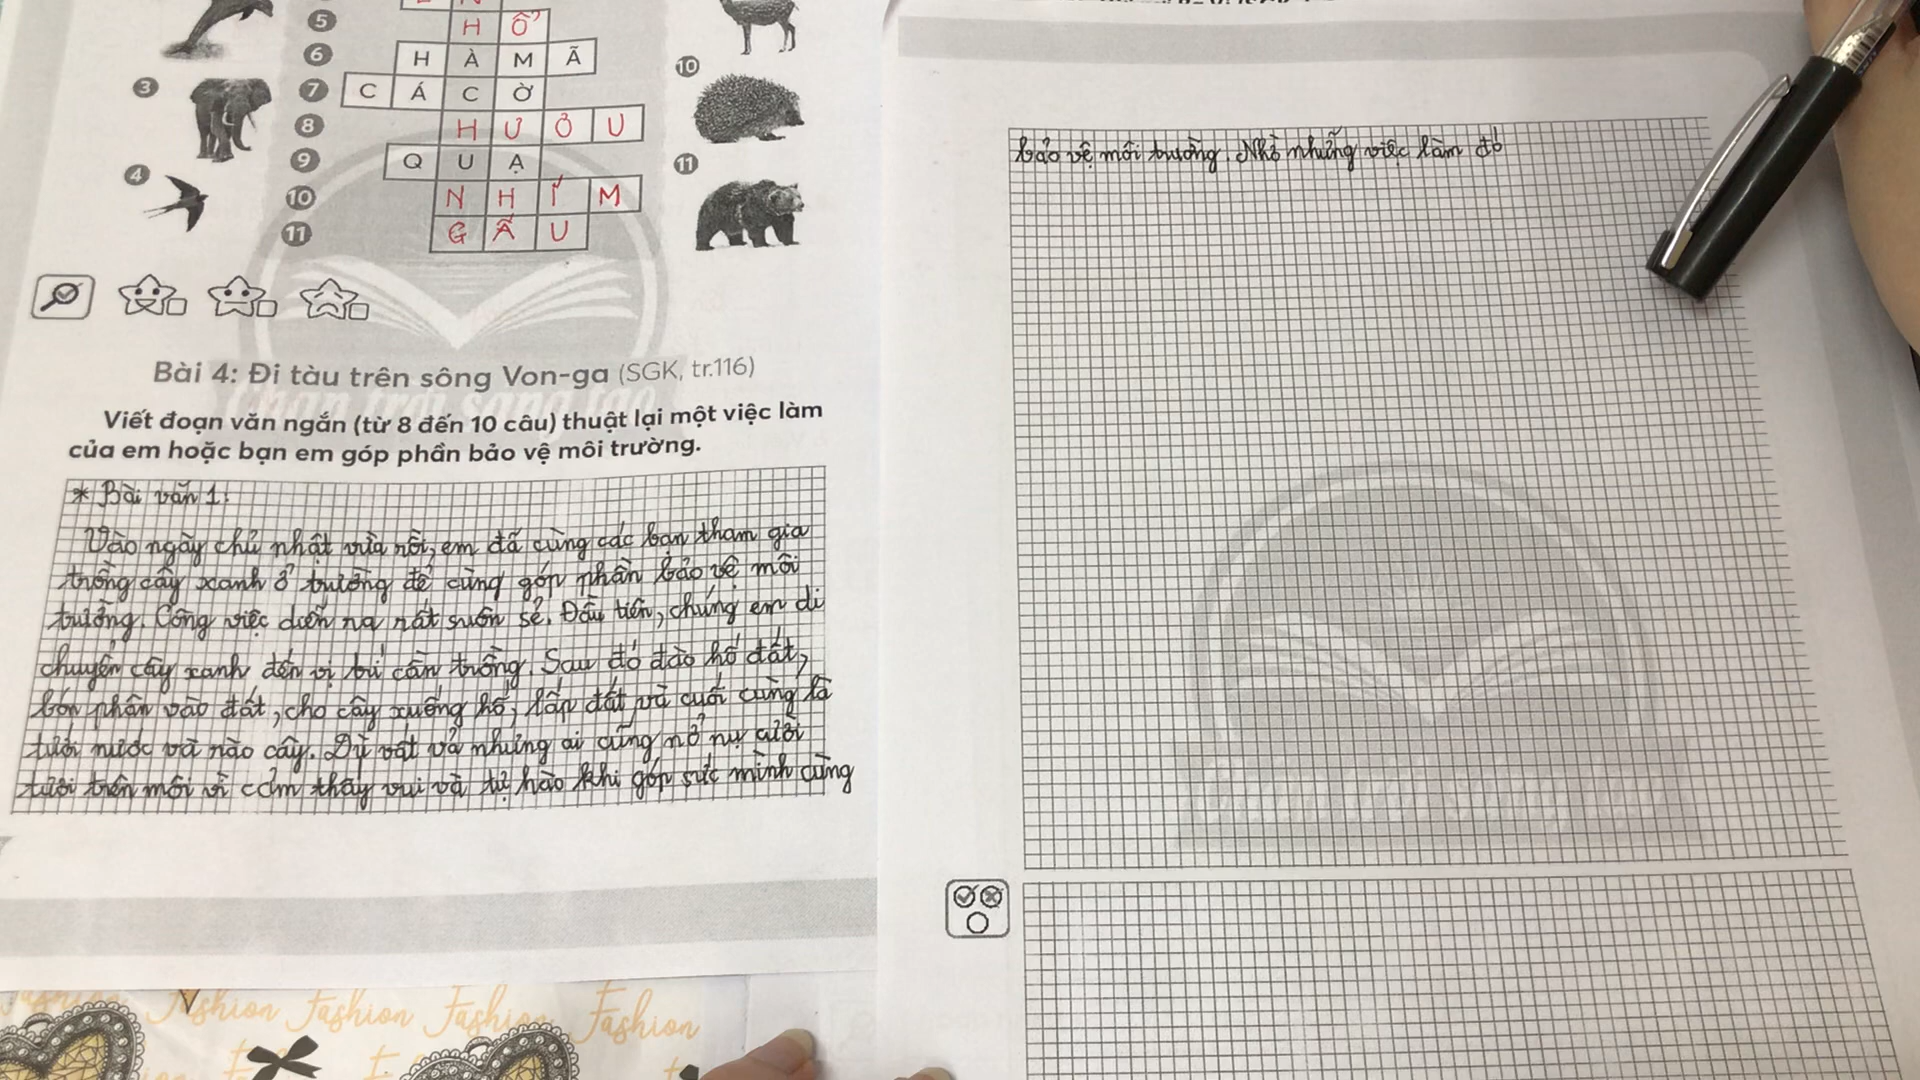 5 H Ổ
6 H À M Ã
10
3
7 C Á C Ờ
8 H Ư Ơ U
9 Q U Ạ
11
4
10 N H Í M
11 G Ấ U
Bài 4: Đi tàu trên sông Von-ga (SGK, tr.116)
Chân trời sáng tạo
Viết đoạn văn ngắn (từ 8 đến 10 câu) thuật lại một việc làm
của em hoặc bạn em góp phần bảo vệ môi trường.
* Bài văn 1:
Vào ngày chủ nhật vừa rồi, em đã cùng các bạn tham gia
trồng cây xanh ở trường để cùng góp phần bảo vệ môi
trường. Công việc diễn ra rất suôn sẻ. Đầu tiên, chúng em di
chuyển cây xanh đến vị trí cần trồng. Sau đó đào hố đất,
bón phân vào đất, cho cây xuống hố, lấp đất và cuối cùng là
tưới nước và rào cây. Dù vất vả nhưng ai cũng nở nụ cười
tươi trên môi vì cảm thấy vui và tự hào khi góp sức mình cùng
bảo vệ môi trường. Nhờ những việc làm đó
Fashion Fashion Fashion Fashion